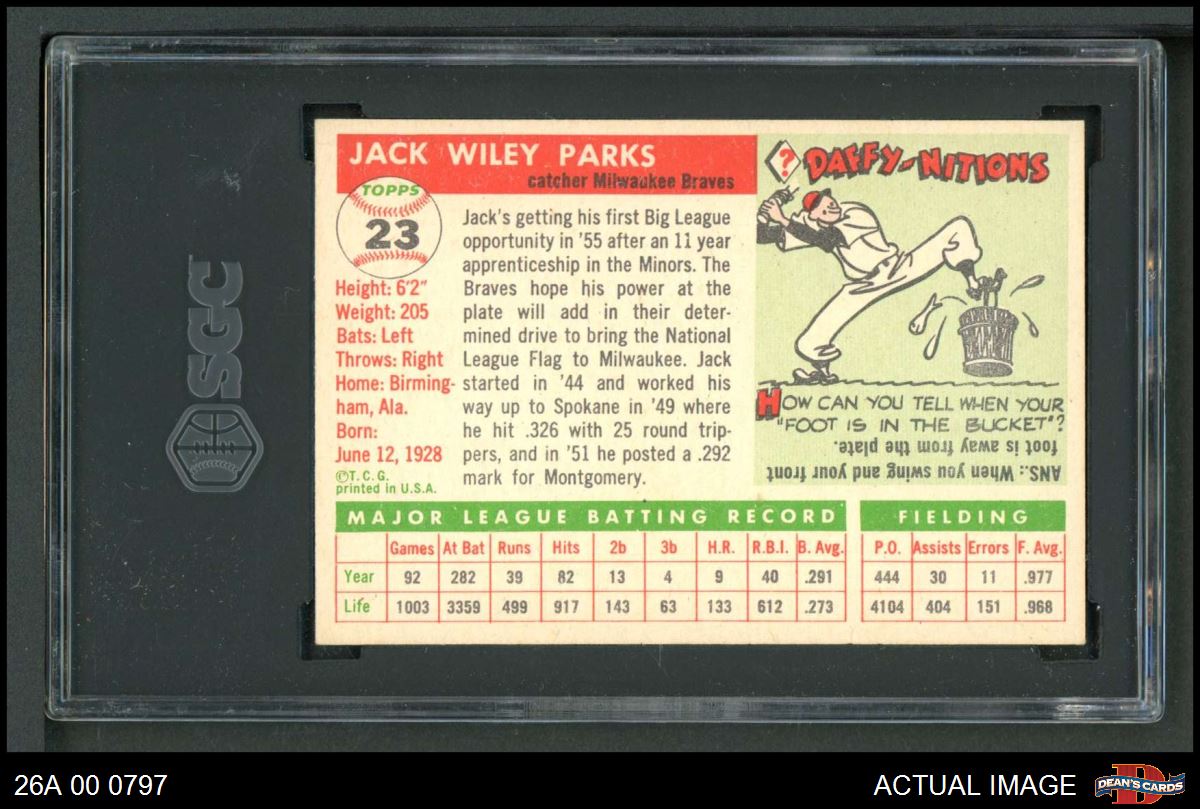 SGC
JACK WILEY PARKS
catcher Milwaukee Braves
TOPPS
23
Height: 6'2"
Weight: 205
Bats: Left
Throws: Right
Home: Birming-
ham, Ala.
Born:
June 12, 1928
©T.C.G.
printed in U.S.A.
Jack's getting his first Big League
opportunity in '55 after an 11 year
apprenticeship in the Minors. The
Braves hope his power at the
plate will add in their deter-
mined drive to bring the National
League Flag to Milwaukee. Jack
started in '44 and worked his
way up to Spokane in '49 where
he hit .326 with 25 round trip-
pers, and in '51 he posted a .292
mark for Montgomery.
? DAFFY-NITIONS
HOW CAN YOU TELL WHEN YOUR
"FOOT IS IN THE BUCKET"?
ANS.: When you swing and your front
foot is away from the plate.
MAJOR LEAGUE BATTING RECORD
Games At Bat Runs Hits 2b 3b H.R. R.B.I. B. Avg.
Year 92 282 39 82 13 4 9 40 .291
Life 1003 3359 499 917 143 63 133 612 .273
FIELDING
P.O. Assists Errors F. Avg.
444 30 11 .977
4104 404 151 .968
26A 00 0797
ACTUAL IMAGE
D
DEAN'S CARDS